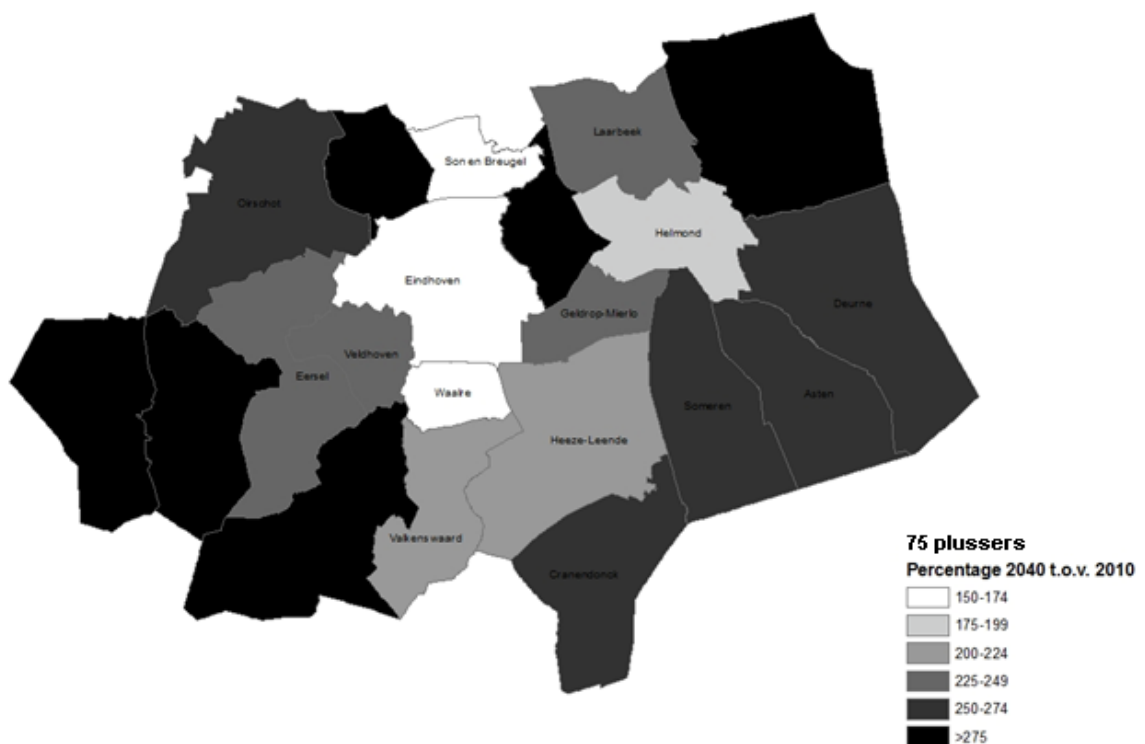 Laarbeek
Son en Breugel
Oirschot
Helmond
Eindhoven
Deurne
Geldrop-Mierlo
Veldhoven
Eersel
Waalre
Asten
Someren
Heeze-Leende
Valkenswaard
Cranendonck
75 plussers
Percentage 2040 t.o.v. 2010
150-174
175-199
200-224
225-249
250-274
>275